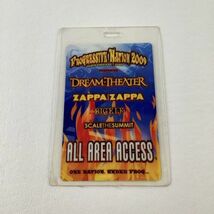 Progressive Nation 2009
DREAM THEATER
ZAPPA PLAYS ZAPPA
BIGELF
SCALE THE SUMMIT
ALL AREA ACCESS
ONE NATION UNDER PROG...